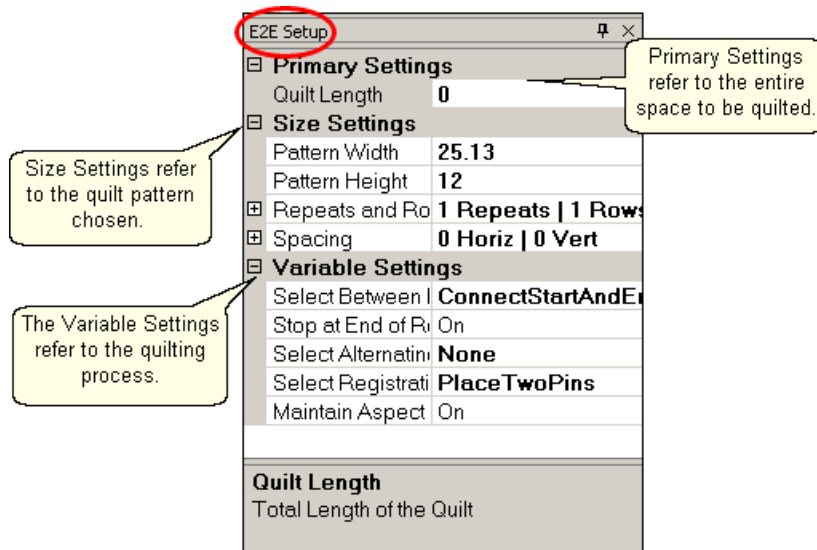 E2E Setup
Primary Settings
Quilt Length 0
Size Settings
Pattern Width 25.13
Pattern Height 12
Repeats and Ro 1 Repeats | 1 Rows
Spacing 0 Horiz | 0 Vert
Variable Settings
Select Between ConnectStartAndEn
Stop at End of Ro On
Select Alternatin None
Select Registrati PlaceTwoPins
Maintain Aspect On
Quilt Length
Total Length of the Quilt
Primary Settings
refer to the entire
space to be quilted.
Size Settings refer
to the quilt pattern
chosen.
The Variable Settings
refer to the quilting
process.